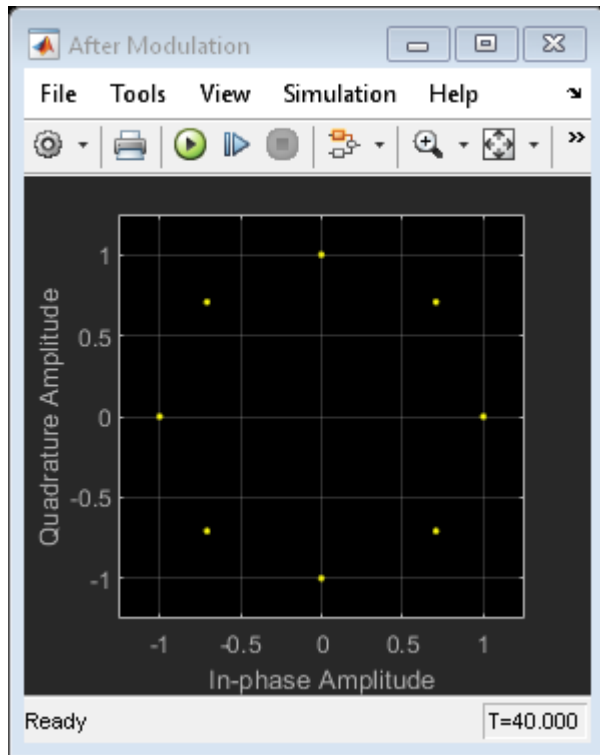 After Modulation
File Tools View Simulation Help
1
0.5
0
-0.5
-1
Quadrature Amplitude
-1 -0.5 0 0.5 1
In-phase Amplitude
Ready T=40.000